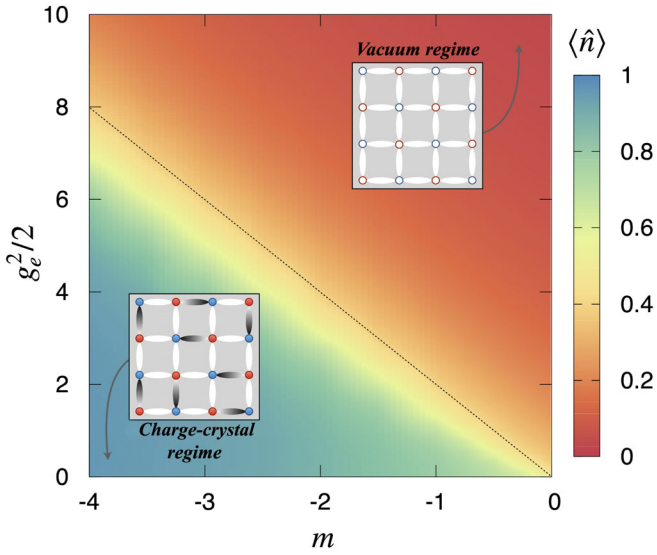 10
8
6
4
2
0
g_e^2/2
-4
-3
-2
-1
0
m
Vacuum regime
Charge-crystal
regime
⟨n̂⟩
1
0.8
0.6
0.4
0.2
0